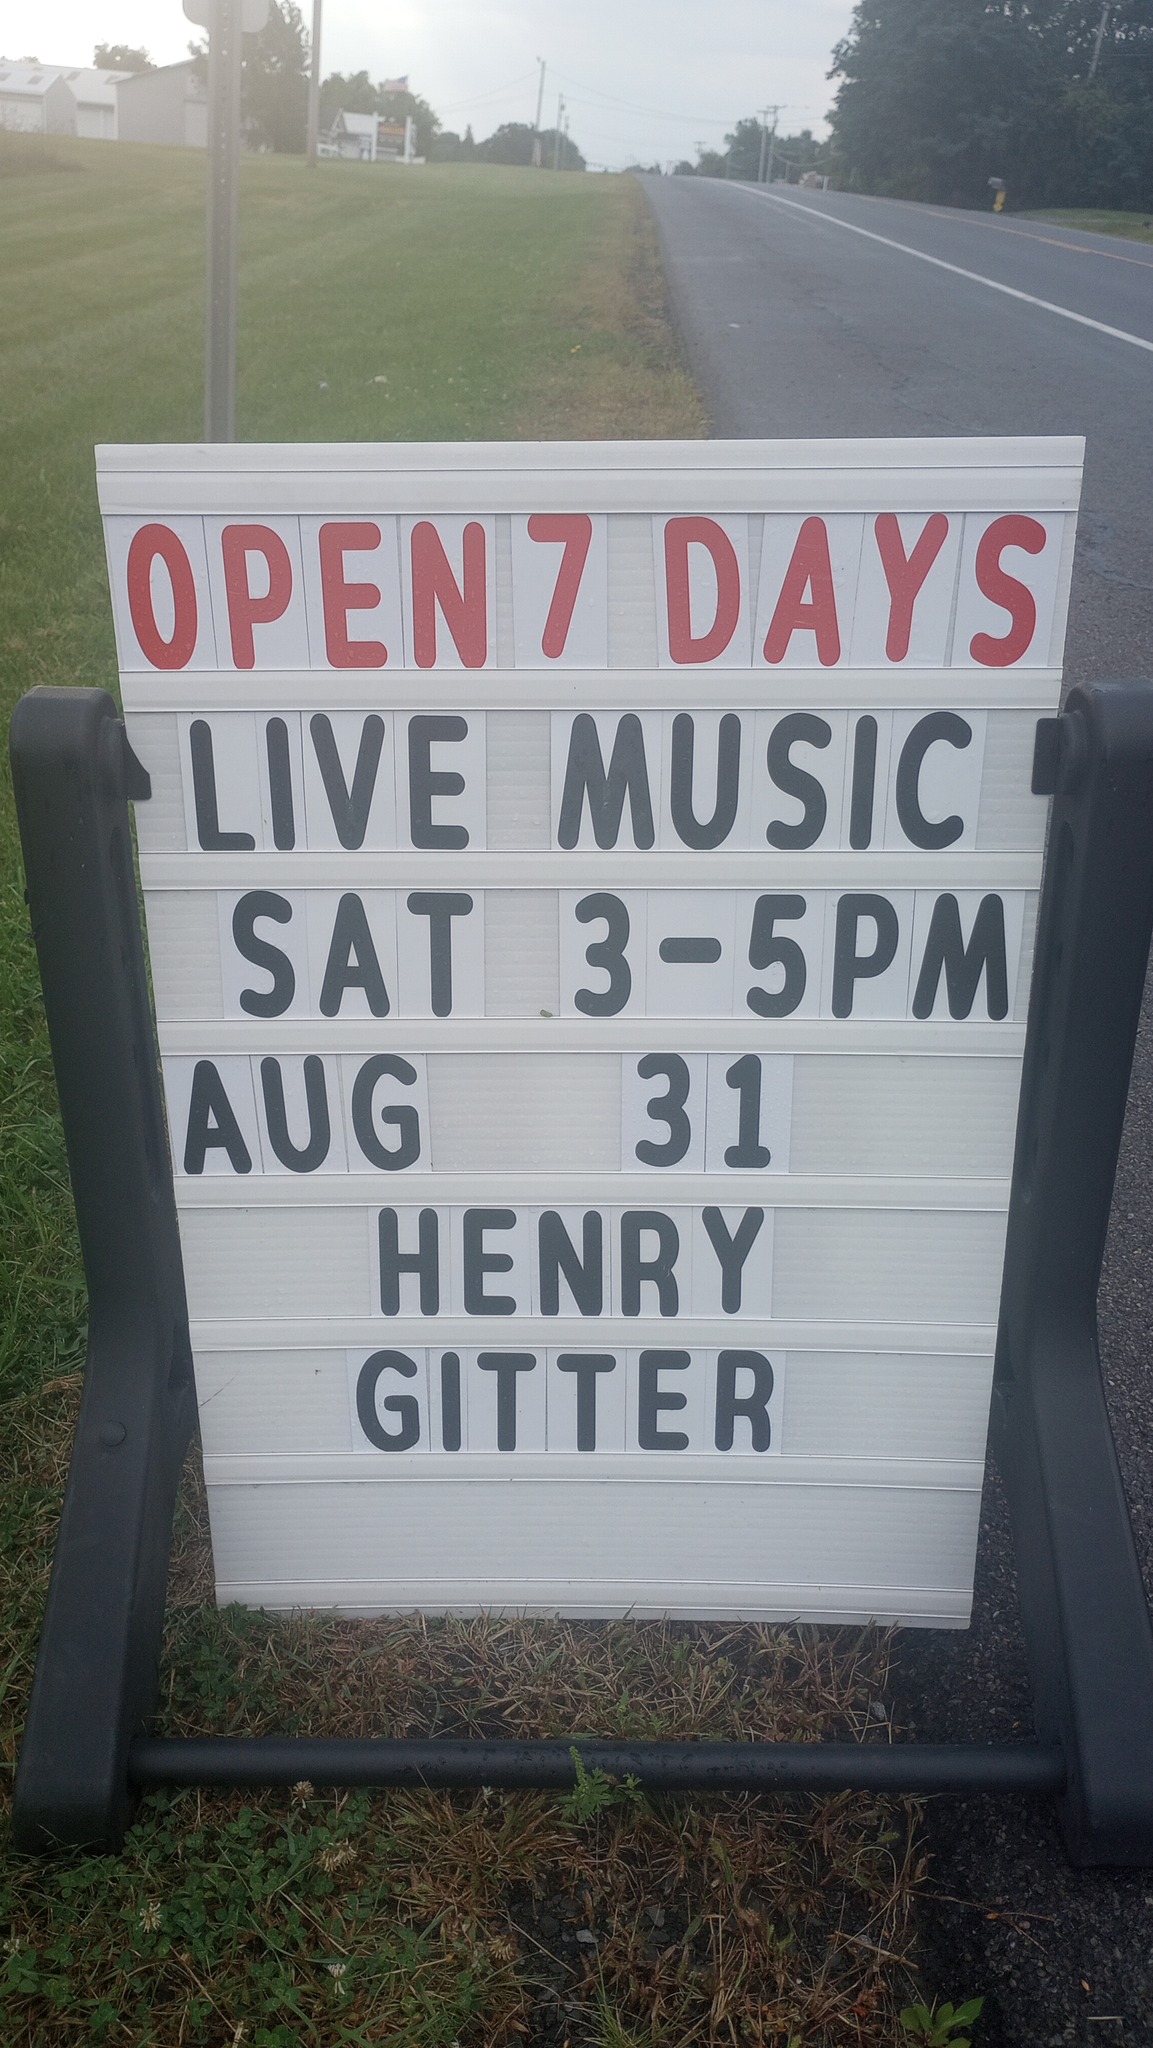 OPEN 7 DAYS
LIVE MUSIC
SAT 3-5PM
AUG 31
HENRY
GITTER